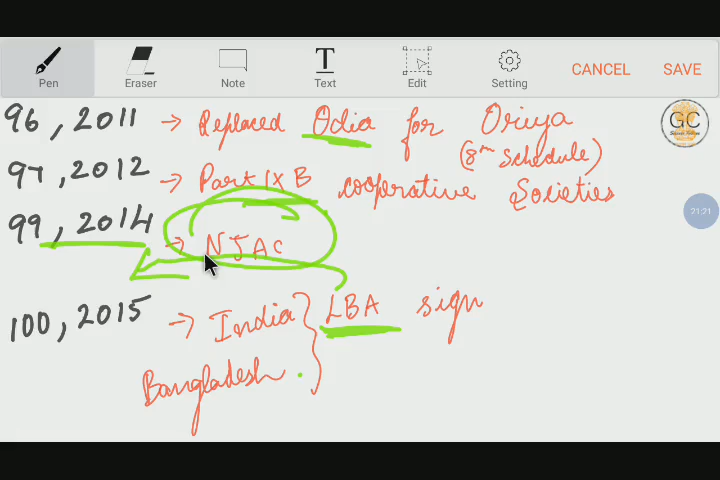 Pen Eraser Note Text Edit Setting CANCEL SAVE
96, 2011 → Replaced Odia for Oriya
(8th Schedule)
97, 2012 → Part IX B cooperative Societies
99, 2014 → NJAC
100, 2015 → India LBA sign
Bangladesh.
GC
21:21